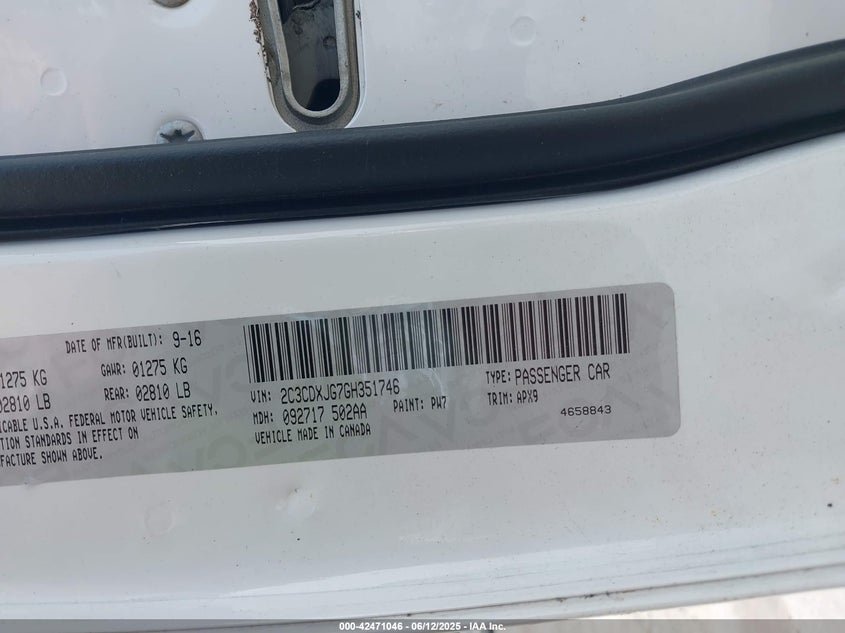 DATE OF MFR(BUILT): 9-16
1275 KG GAWR: 01275 KG
2810 LB REAR: 02810 LB
ICABLE U.S.A. FEDERAL MOTOR VEHICLE SAFETY,
TION STANDARDS IN EFFECT ON
FACTURE SHOWN ABOVE.
VIN: 2C3CDXJG7GH351746 TYPE: PASSENGER CAR
MDH: 092717 502AA PAINT: PW7 TRIM: APX9
VEHICLE MADE IN CANADA 4658843
000-42471046 - 06/12/2025 - IAA Inc.